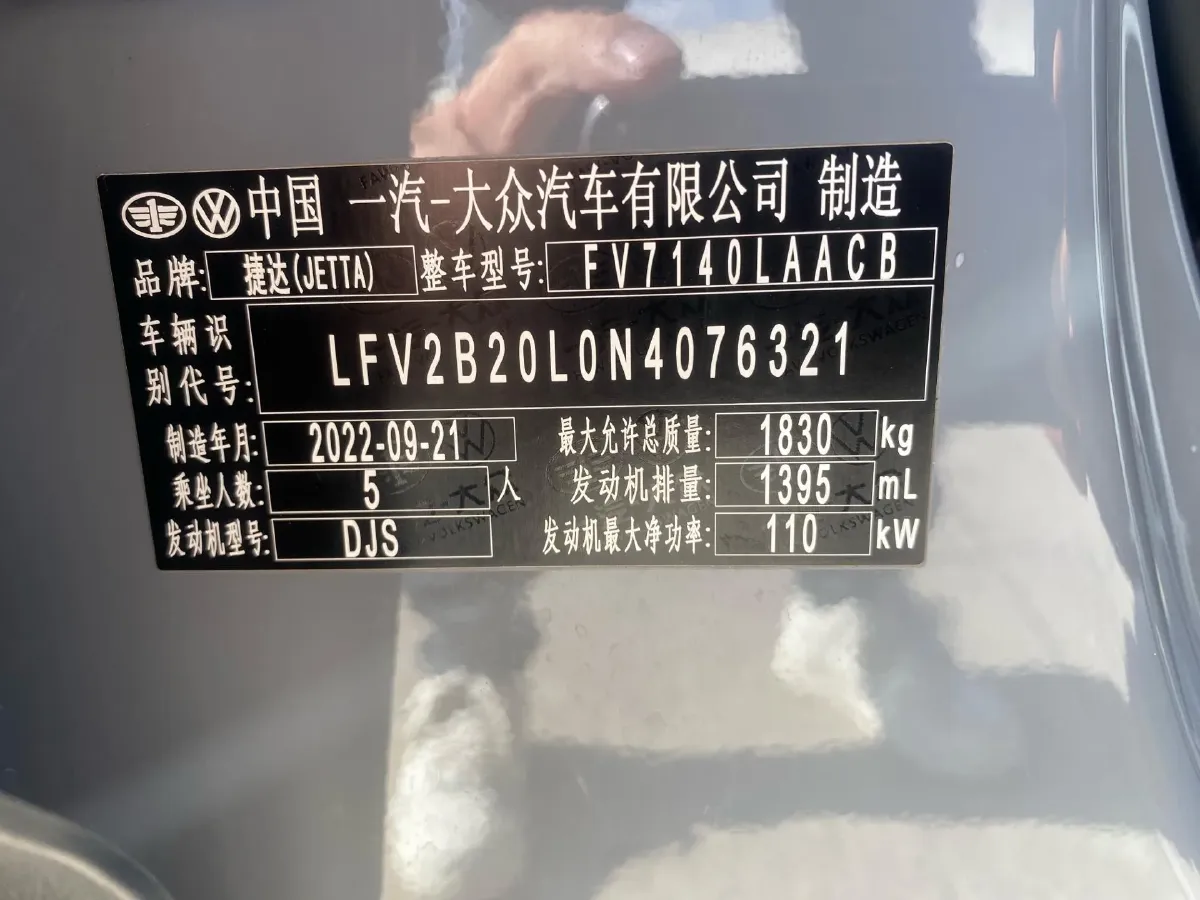 中国 一汽-大众汽车有限公司 制造
品牌: 捷达(JETTA) 整车型号: FV7140LAACB
车辆识
别代号: LFV2B20L0N4076321
制造年月: 2022-09-21 最大允许总质量: 1830 kg
乘坐人数: 5 人 发动机排量: 1395 mL
发动机型号: DJS 发动机最大净功率: 110 kW